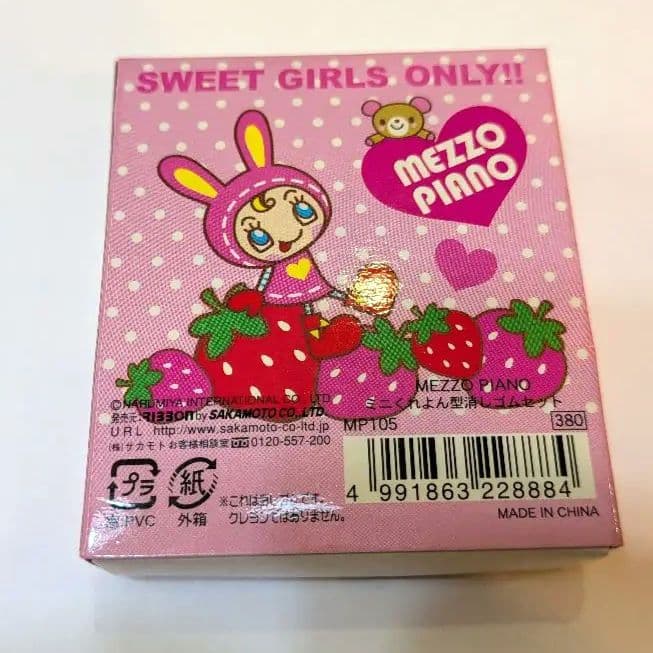 SWEET GIRLS ONLY!!
MEZZO
PIANO
©NARUMIYA INTERNATIONAL CO., LTD
発売元:RIBBON by SAKAMOTO CO.,LTD.
URL http://www.sakamoto-co-ltd.jp
(株)サカモトお客様相談室 0120-557-200
MEZZO PIANO
ミニくれよん型消しゴムセット
MP105
380
プラ
PVC
紙
外箱
※これは消しゴムです。
クレヨンではありません。
4 991863 228884
MADE IN CHINA